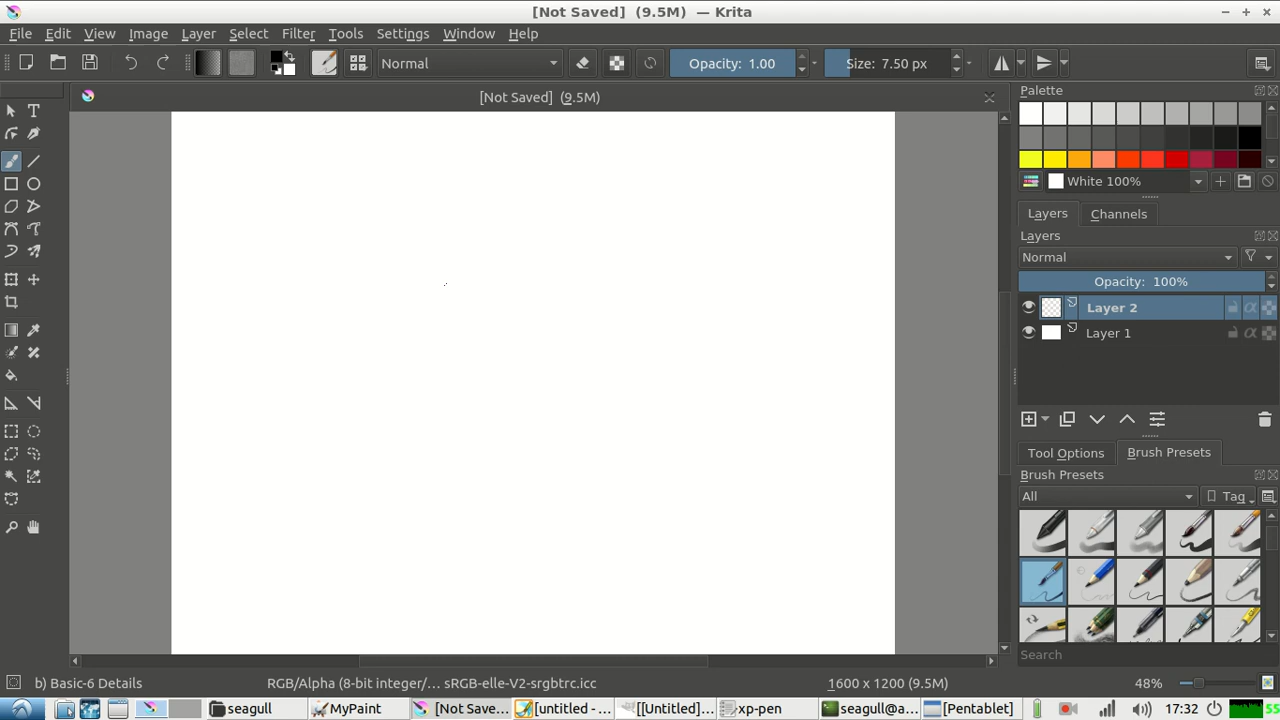 [Not Saved]  (9.5M)  — Krita
File Edit View Image Layer Select Filter Tools Settings Window Help
Normal Opacity: 1.00 Size: 7.50 px
[Not Saved]  (9.5M)
Palette
White 100%
Layers Channels
Layers
Normal
Opacity: 100%
Layer 2
Layer 1
Tool Options Brush Presets
Brush Presets
All Tag
Search
b) Basic-6 Details RGB/Alpha (8-bit integer/... sRGB-elle-V2-srgbtrc.icc 1600 x 1200 (9.5M) 48%
seagull MyPaint [Not Save... [untitled - ... [[Untitled]... xp-pen seagull@a... [Pentablet] 17:32 55